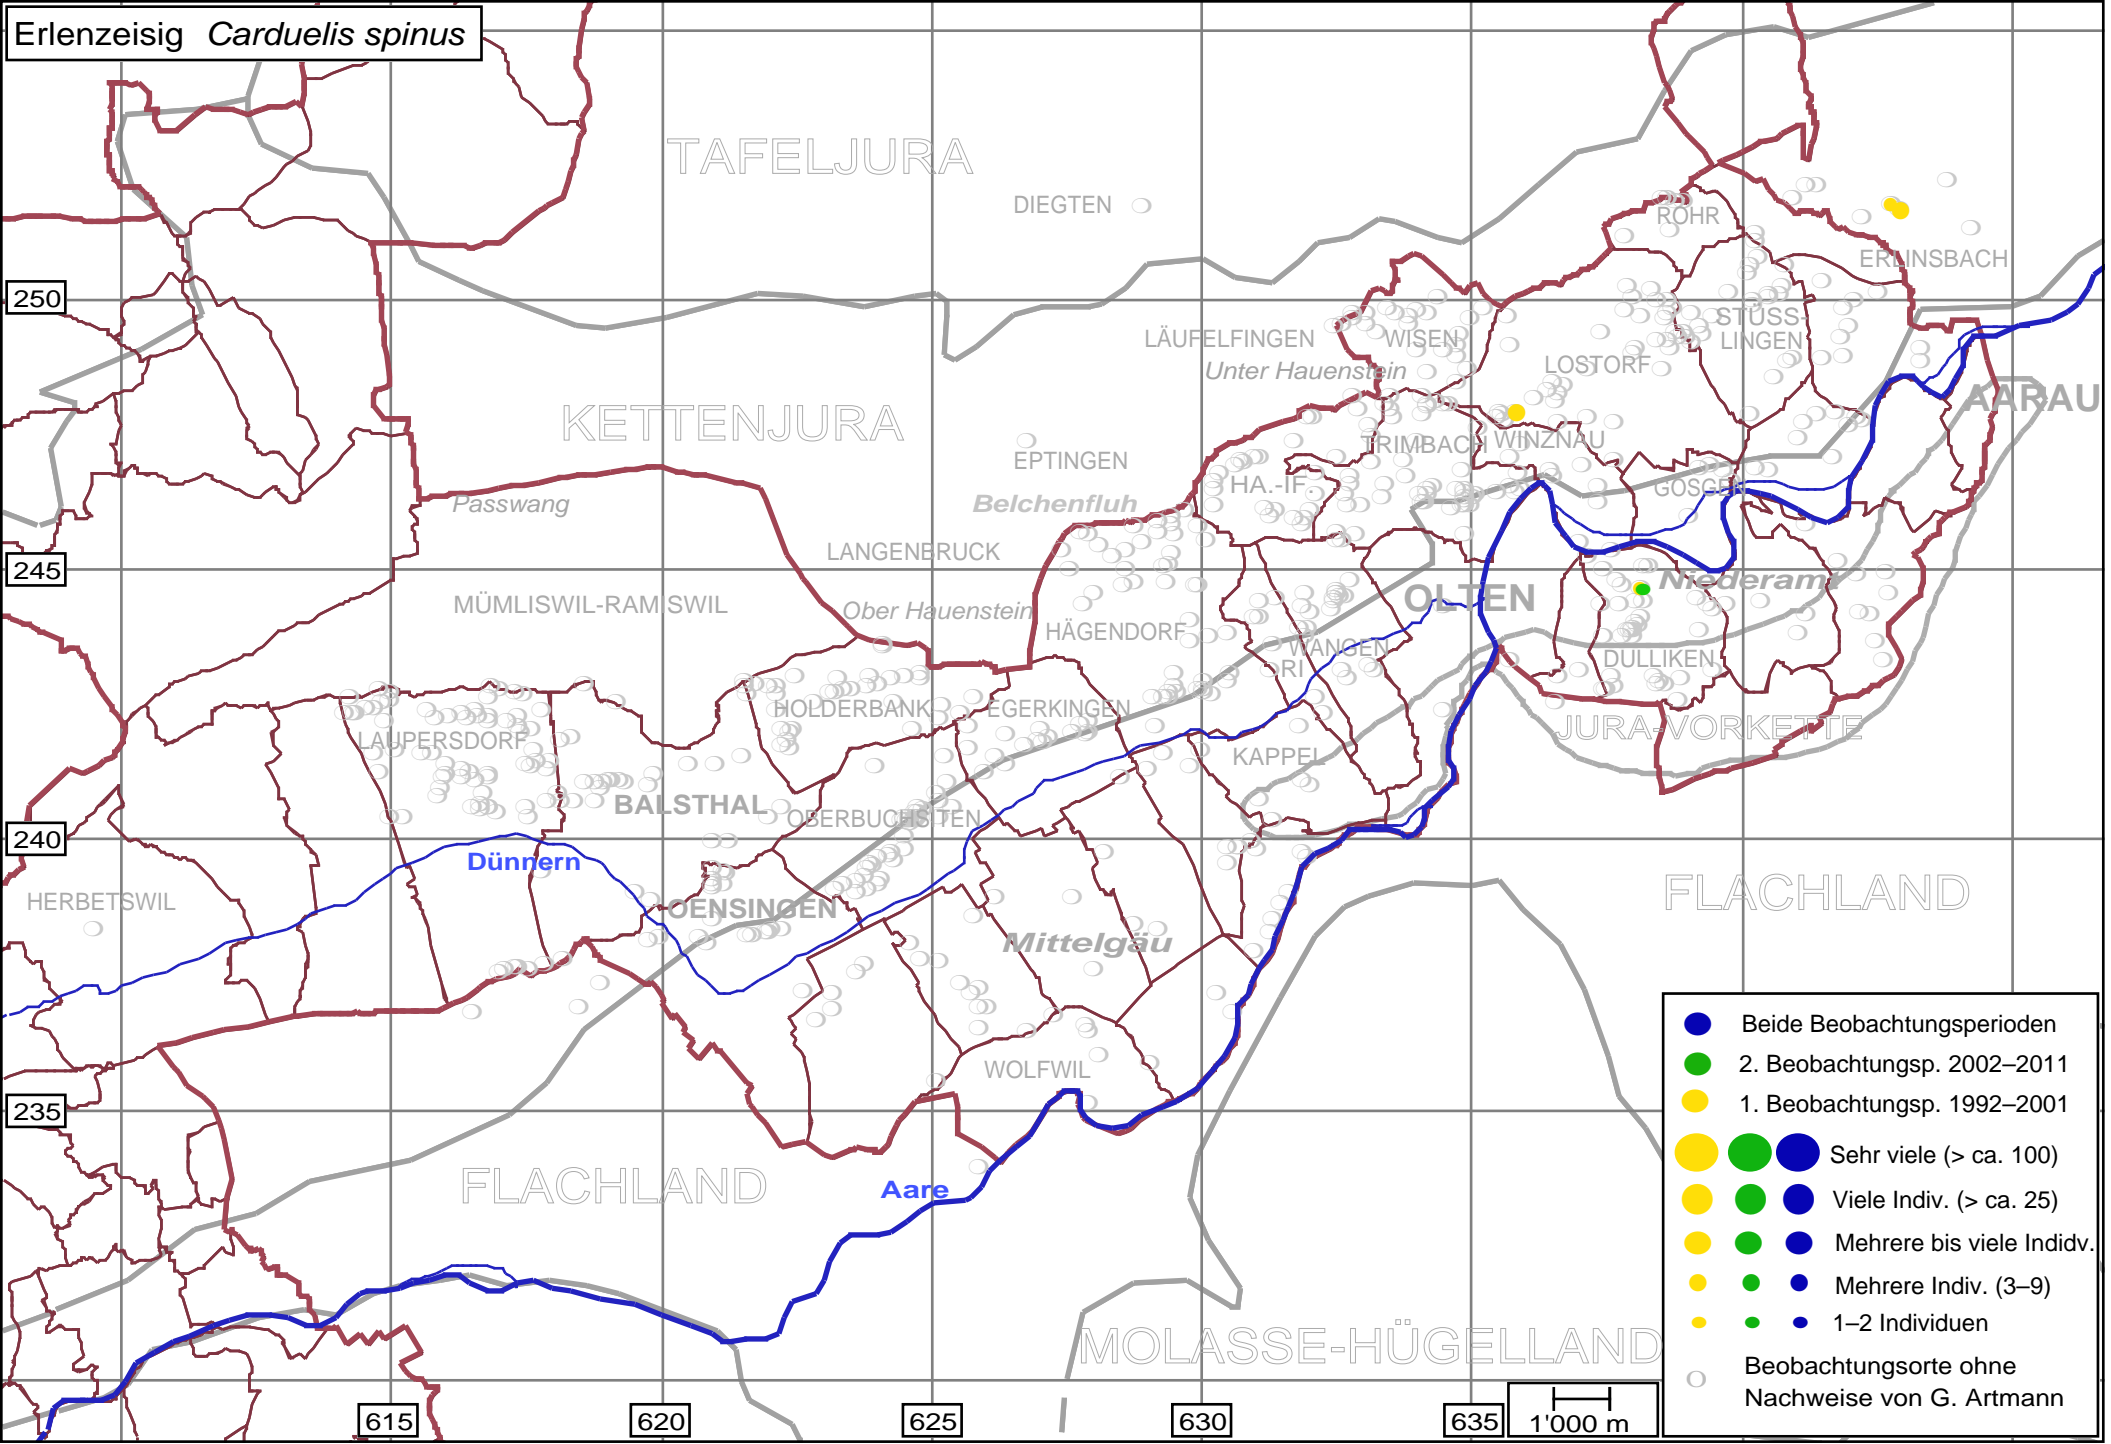 Erlenzeisig Carduelis spinus
TAFELJURA
DIEGTEN
ROHR
ERLINSBACH
250
LÄUFELFINGEN
WISEN
STÜSS-
LINGEN
Unter Hauenstein
LOSTORF
AARAU
KETTENJURA
EPTINGEN
TRIMBACH
WINZNAU
Passwang
Belchenfluh
HA.-IF.
GÖSGEN
LANGENBRUCK
245
Niederamt
MÜMLISWIL-RAMISWIL
Ober Hauenstein
OLTEN
HÄGENDORF
WANGEN
RI
DULLIKEN
HOLDERBANK
EGERKINGEN
JURA-VORKETTE
LAUPERSDORF
KAPPEL
BALSTHAL
OBERBUCHSITEN
240
Dünnern
HERBETSWIL
OENSINGEN
FLACHLAND
Mittelgäu
WOLFWIL
235
FLACHLAND
Aare
MOLASSE-HÜGELLAND
615
620
625
630
635
1'000 m
Beide Beobachtungsperioden
2. Beobachtungsp. 2002–2011
1. Beobachtungsp. 1992–2001
Sehr viele (> ca. 100)
Viele Indiv. (> ca. 25)
Mehrere bis viele Indidv.
Mehrere Indiv. (3–9)
1–2 Individuen
Beobachtungsorte ohne
Nachweise von G. Artmann